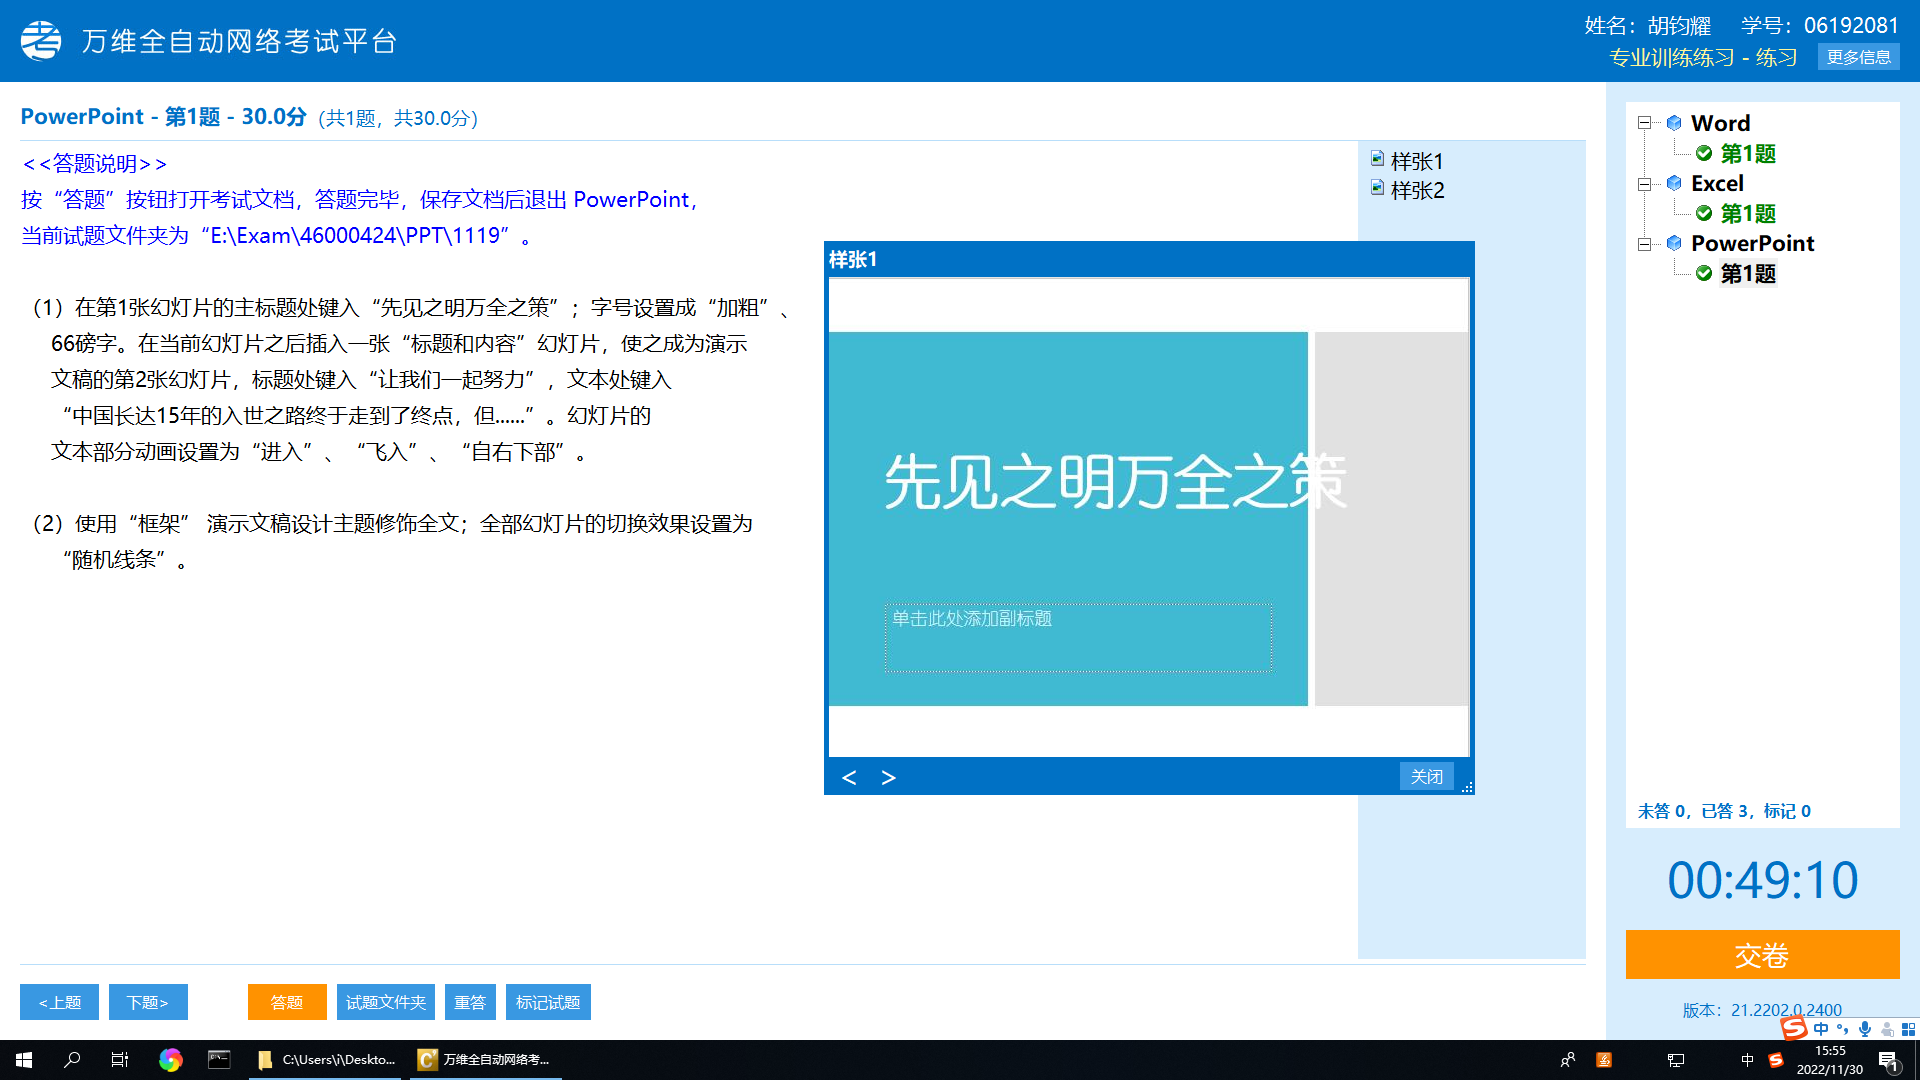 万维全自动网络考试平台
姓名：胡钧耀 学号：06192081
专业训练练习 - 练习 更多信息
PowerPoint - 第1题 - 30.0分 (共1题，共30.0分)
<<答题说明>>
按“答题”按钮打开考试文档，答题完毕，保存文档后退出 PowerPoint，
当前试题文件夹为“E:\Exam\46000424\PPT\1119”。
（1）在第1张幻灯片的主标题处键入“先见之明万全之策”；字号设置成“加粗”、
66磅字。在当前幻灯片之后插入一张“标题和内容”幻灯片，使之成为演示
文稿的第2张幻灯片，标题处键入“让我们一起努力”，文本处键入
“中国长达15年的入世之路终于走到了终点，但......”。幻灯片的
文本部分动画设置为“进入”、“飞入”、“自右下部”。
（2）使用“框架” 演示文稿设计主题修饰全文；全部幻灯片的切换效果设置为
“随机线条”。
样张1
样张2
样张1
先见之明万全之策
单击此处添加副标题
< >
关闭
Word
第1题
Excel
第1题
PowerPoint
第1题
未答 0，已答 3，标记 0
00:49:10
交卷
版本：21.2202.0.2400
<上题 下题> 答题 试题文件夹 重答 标记试题
中
C:\Users\i\Deskto... 万维全自动网络考...
中
15:55
2022/11/30
1